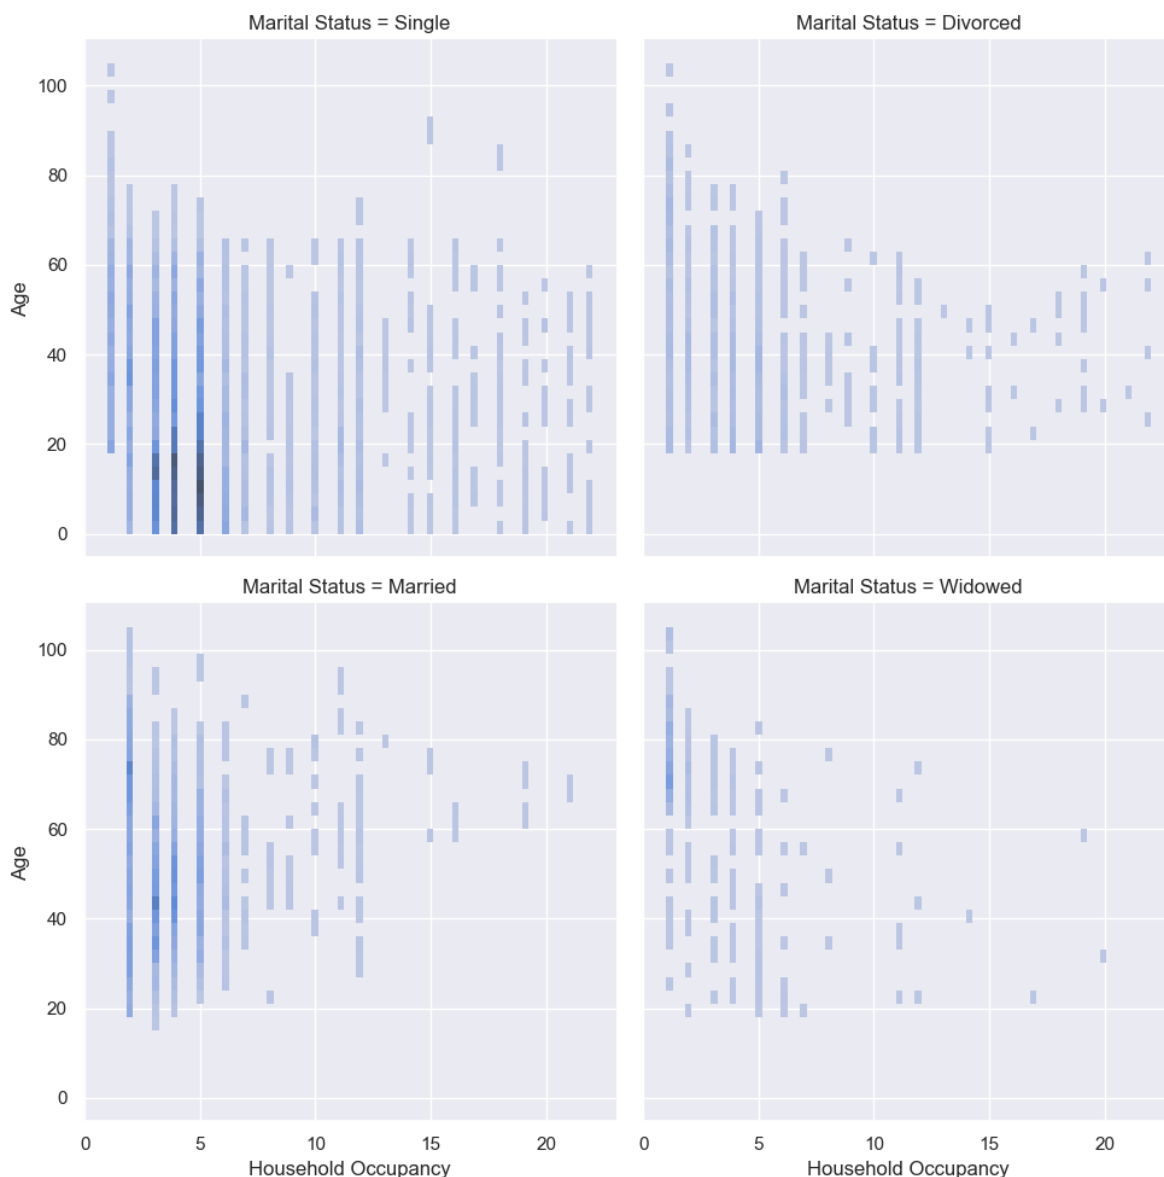 Marital Status = Single
Marital Status = Divorced
100
80
60
40
20
0
Age
Marital Status = Married
Marital Status = Widowed
100
80
60
40
20
0
Age
0 5 10 15 20
0 5 10 15 20
Household Occupancy
Household Occupancy